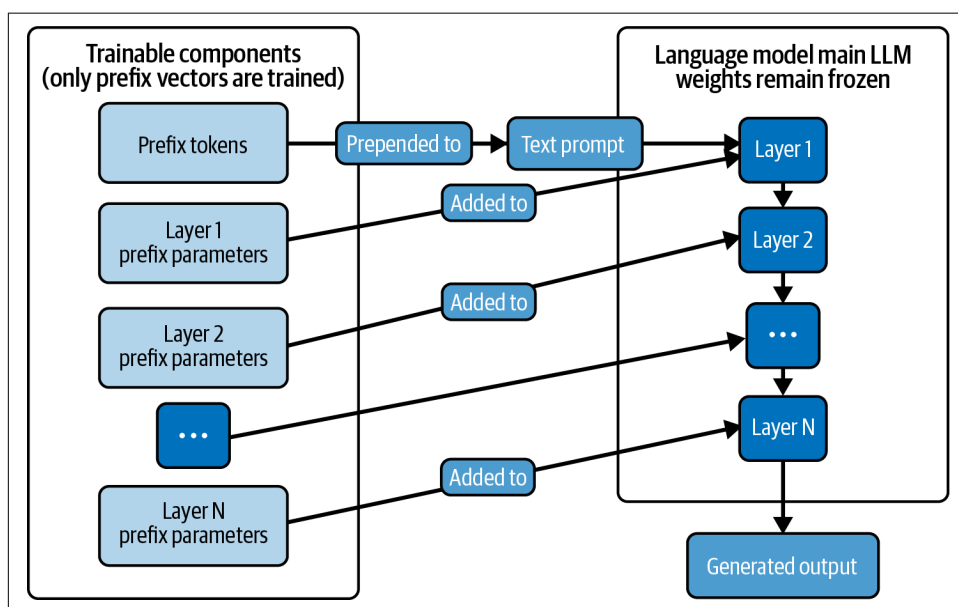 Trainable components
(only prefix vectors are trained)
Language model main LLM
weights remain frozen
Prefix tokens
Prepended to
Text prompt
Layer 1
Layer 1
prefix parameters
Added to
Layer 2
Layer 2
prefix parameters
Added to
...
...
Layer N
Layer N
prefix parameters
Added to
Generated output